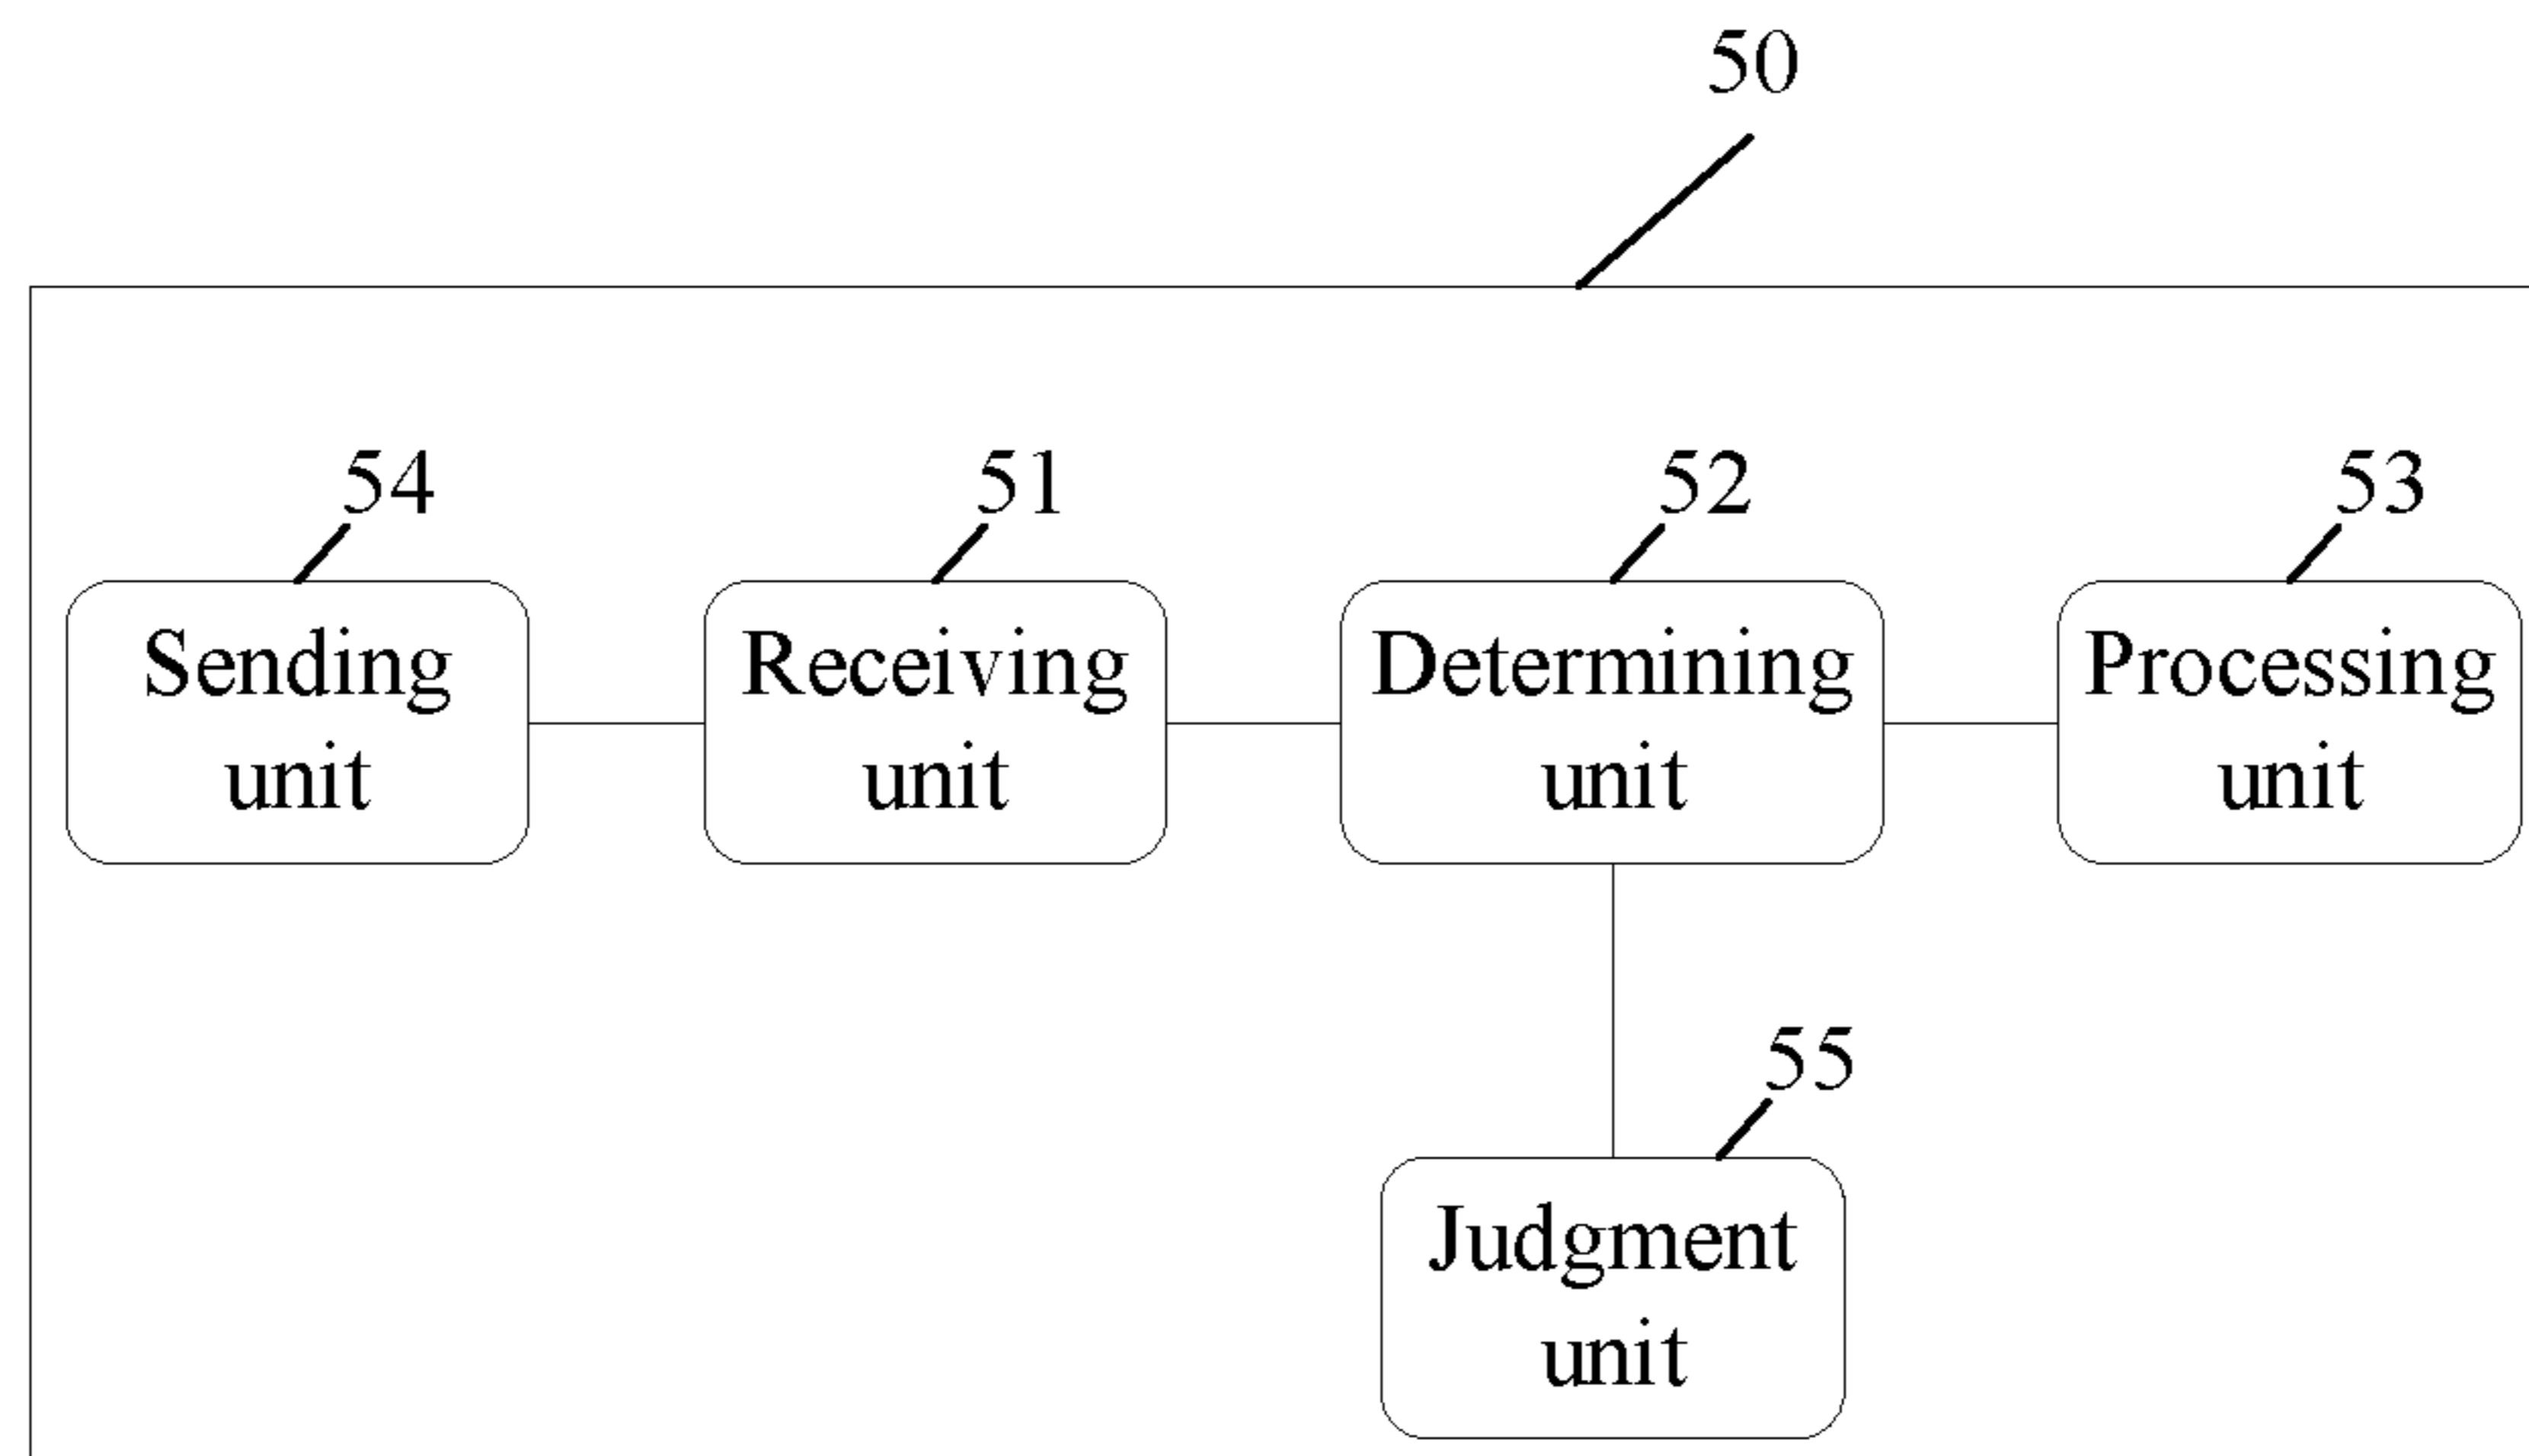 50
54
51
52
53
Sending
unit
Receiving
unit
Determining
unit
Processing
unit
55
Judgment
unit